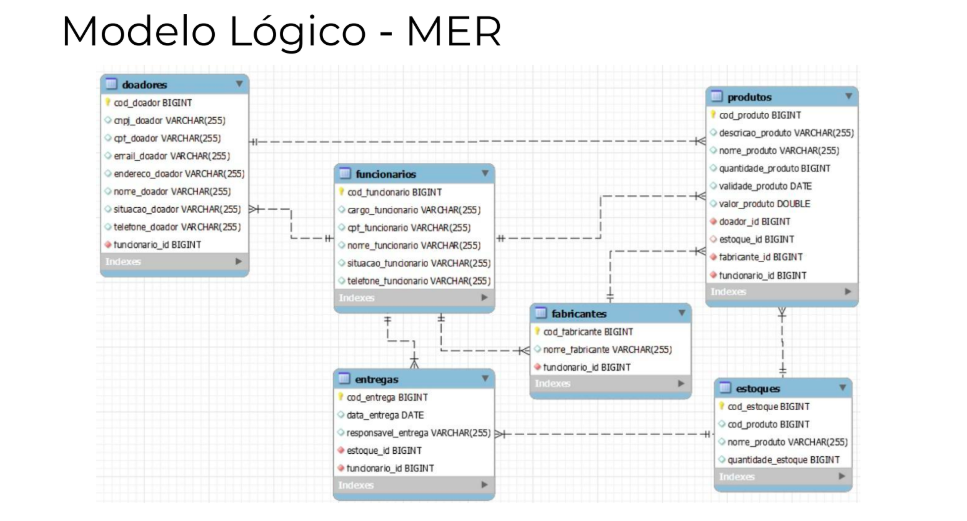 Modelo Lógico - MER
doadores
cod_doador BIGINT
cnpj_doador VARCHAR(255)
cpf_doador VARCHAR(255)
email_doador VARCHAR(255)
endereco_doador VARCHAR(255)
nome_doador VARCHAR(255)
situacao_doador VARCHAR(255)
telefone_doador VARCHAR(255)
funcionario_id BIGINT
Indexes
funcionarios
cod_funcionario BIGINT
cargo_funcionario VARCHAR(255)
cpf_funcionario VARCHAR(255)
nome_funcionario VARCHAR(255)
situacao_funcionario VARCHAR(255)
telefone_funcionario VARCHAR(255)
Indexes
produtos
cod_produto BIGINT
descricao_produto VARCHAR(255)
nome_produto VARCHAR(255)
quantidade_produto BIGINT
validade_produto DATE
valor_produto DOUBLE
doador_id BIGINT
estoque_id BIGINT
fabricante_id BIGINT
funcionario_id BIGINT
Indexes
fabricantes
cod_fabricante BIGINT
nome_fabricante VARCHAR(255)
funcionario_id BIGINT
Indexes
entregas
cod_entrega BIGINT
data_entrega DATE
responsavel_entrega VARCHAR(255)
estoque_id BIGINT
funcionario_id BIGINT
Indexes
estoques
cod_estoque BIGINT
cod_produto BIGINT
nome_produto VARCHAR(255)
quantidade_estoque BIGINT
Indexes